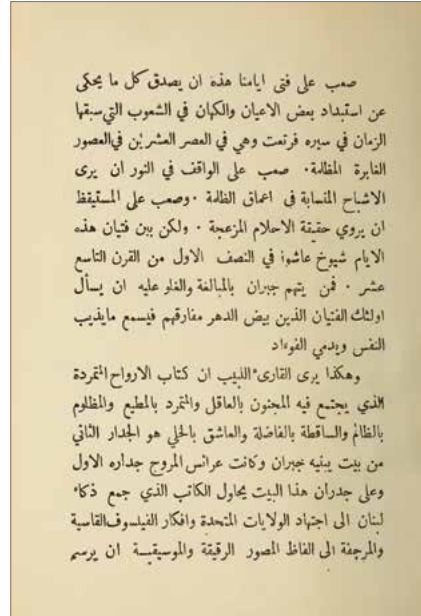 صعب على فتى ايامنا هذه ان يصدق كل ما يحكى
عن استبداد بعض الاعيان والكهان في الشعوب التي سبقها
الزمان في سيره فرتعت وهي في العصر العشرين في العصور
الغابرة المظلمة · صعب على الواقف في النور ان يرى
الاشباح المنسابة في اعماق الظلمة · وصعب على المستيقظ
ان يروي حقيقة الاحلام المزعجة · ولكن بين فتيان هذه
الايام شيوخ عاشوا في النصف الاول من القرن التاسع
عشر · فمن يتهم جبران بالمبالغة والغلو عليه ان يسأل
اولئك الفتيان الذين بيض الدهر مفارقهم فيسمع مايذيب
النفس ويدمي الفوءاد
وهكذا يرى القارئ اللبيب ان كتاب الارواح المتمردة
الذي يجتمع فيه المجنون بالعاقل والمتمرد بالمطيع والمظلوم
بالظالم والساقطة بالفاضلة والعاشق بالخلي هو الجدار الثاني
من بيت يبنيه جبران وكانت عرائس المروج جداره الاول
وعلى جدران هذا البيت يحاول الكاتب الذي جمع ذكاء
لبنان الى اجتهاد الولايات المتحدة وافكار الفيلسوف القاسية
والمرجفة الى الفاظ المصور الرقيقة والموسيقية ان يرسم